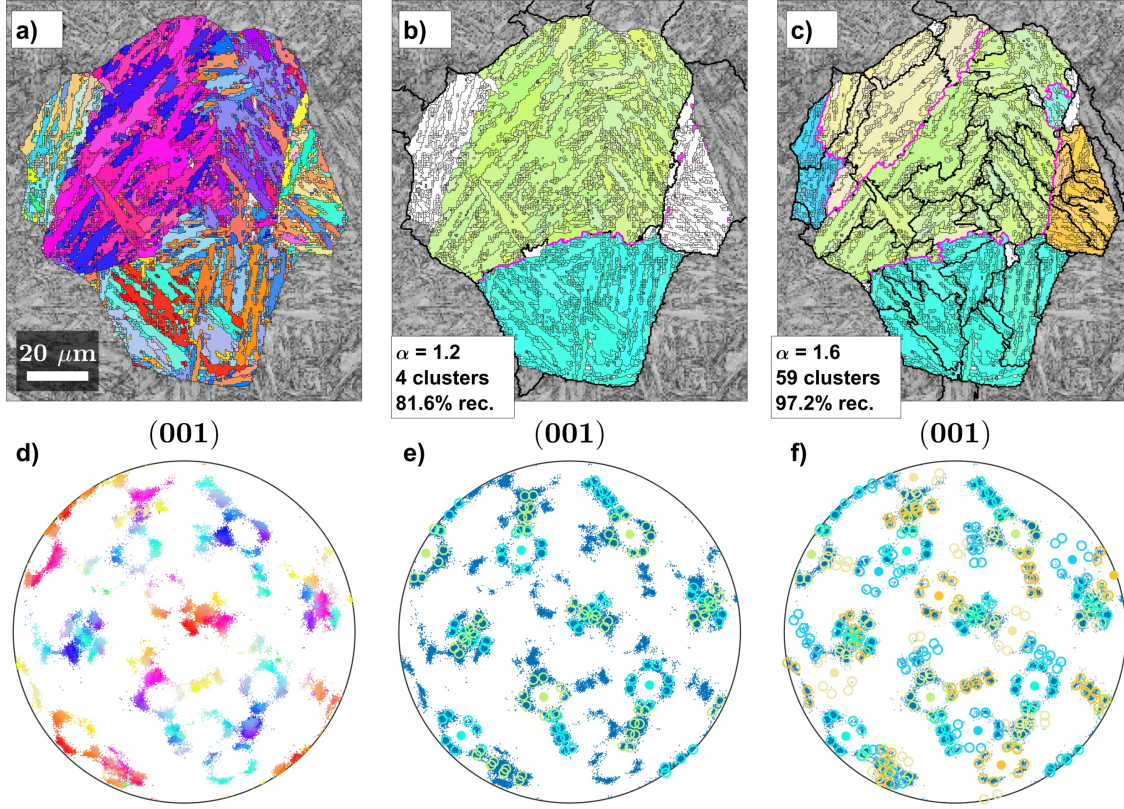 a)
20 μm
b)
α = 1.2
4 clusters
81.6% rec.
c)
α = 1.6
59 clusters
97.2% rec.
d)
(001)
e)
(001)
f)
(001)